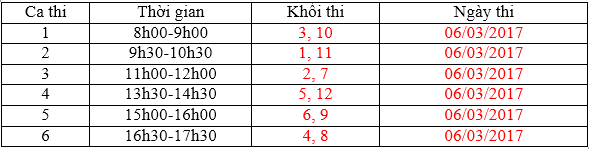 Ca thi Thời gian Khôi thi Ngày thi
1 8h00-9h00 3, 10 06/03/2017
2 9h30-10h30 1, 11 06/03/2017
3 11h00-12h00 2, 7 06/03/2017
4 13h30-14h30 5, 12 06/03/2017
5 15h00-16h00 6, 9 06/03/2017
6 16h30-17h30 4, 8 06/03/2017